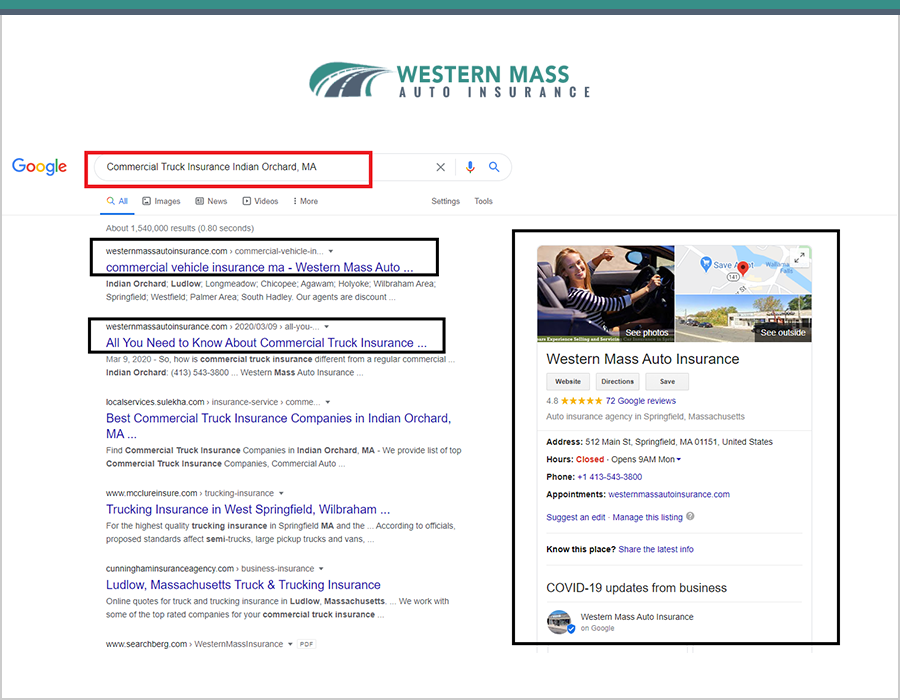 WESTERN MASS
AUTO INSURANCE
Google
Commercial Truck Insurance Indian Orchard, MA
All Images News Videos More Settings Tools
About 1,540,000 results (0.80 seconds)
westernmassautoinsurance.com › commercial-vehicle-in...
commercial vehicle insurance ma - Western Mass Auto ...
Indian Orchard; Ludlow; Longmeadow; Chicopee; Agawam; Holyoke; Wilbraham Area;
Springfield; Westfield; Palmer Area; South Hadley. Our agents are discount ...
westernmassautoinsurance.com › 2020/03/09 › all-you-...
All You Need to Know About Commercial Truck Insurance ...
Mar 9, 2020 - So, how is commercial truck insurance different from a regular commercial ...
Indian Orchard: (413) 543-3800 ... Western Mass Auto Insurance ...
localservices.sulekha.com › insurance-service › comme...
Best Commercial Truck Insurance Companies in Indian Orchard,
MA ...
Find Commercial Truck Insurance Companies in Indian Orchard, MA - We provide list of top
Commercial Truck Insurance Companies, Commercial Auto ...
www.mcclureinsure.com › trucking-insurance
Trucking Insurance in West Springfield, Wilbraham ...
For the highest quality trucking insurance in Springfield MA and the ... According to officials,
proposed standards affect semi-trucks, large pickup trucks and vans, ...
cunninghaminsuranceagency.com › business-insurance
Ludlow, Massachusetts Truck & Trucking Insurance
Online quotes for truck and trucking insurance in Ludlow, Massachusetts. ... We work with
some of the top rated companies for your commercial truck insurance ...
www.searchberg.com › WesternMassInsurance PDF
141
See photos
See outside
Western Mass Auto Insurance
Website Directions Save
4.8 72 Google reviews
Auto insurance agency in Springfield, Massachusetts
Address: 512 Main St, Springfield, MA 01151, United States
Hours: Closed · Opens 9AM Mon
Phone: +1 413-543-3800
Appointments: westernmassautoinsurance.com
Suggest an edit · Manage this listing
Know this place? Share the latest info
COVID-19 updates from business
Western Mass Auto Insurance
on Google